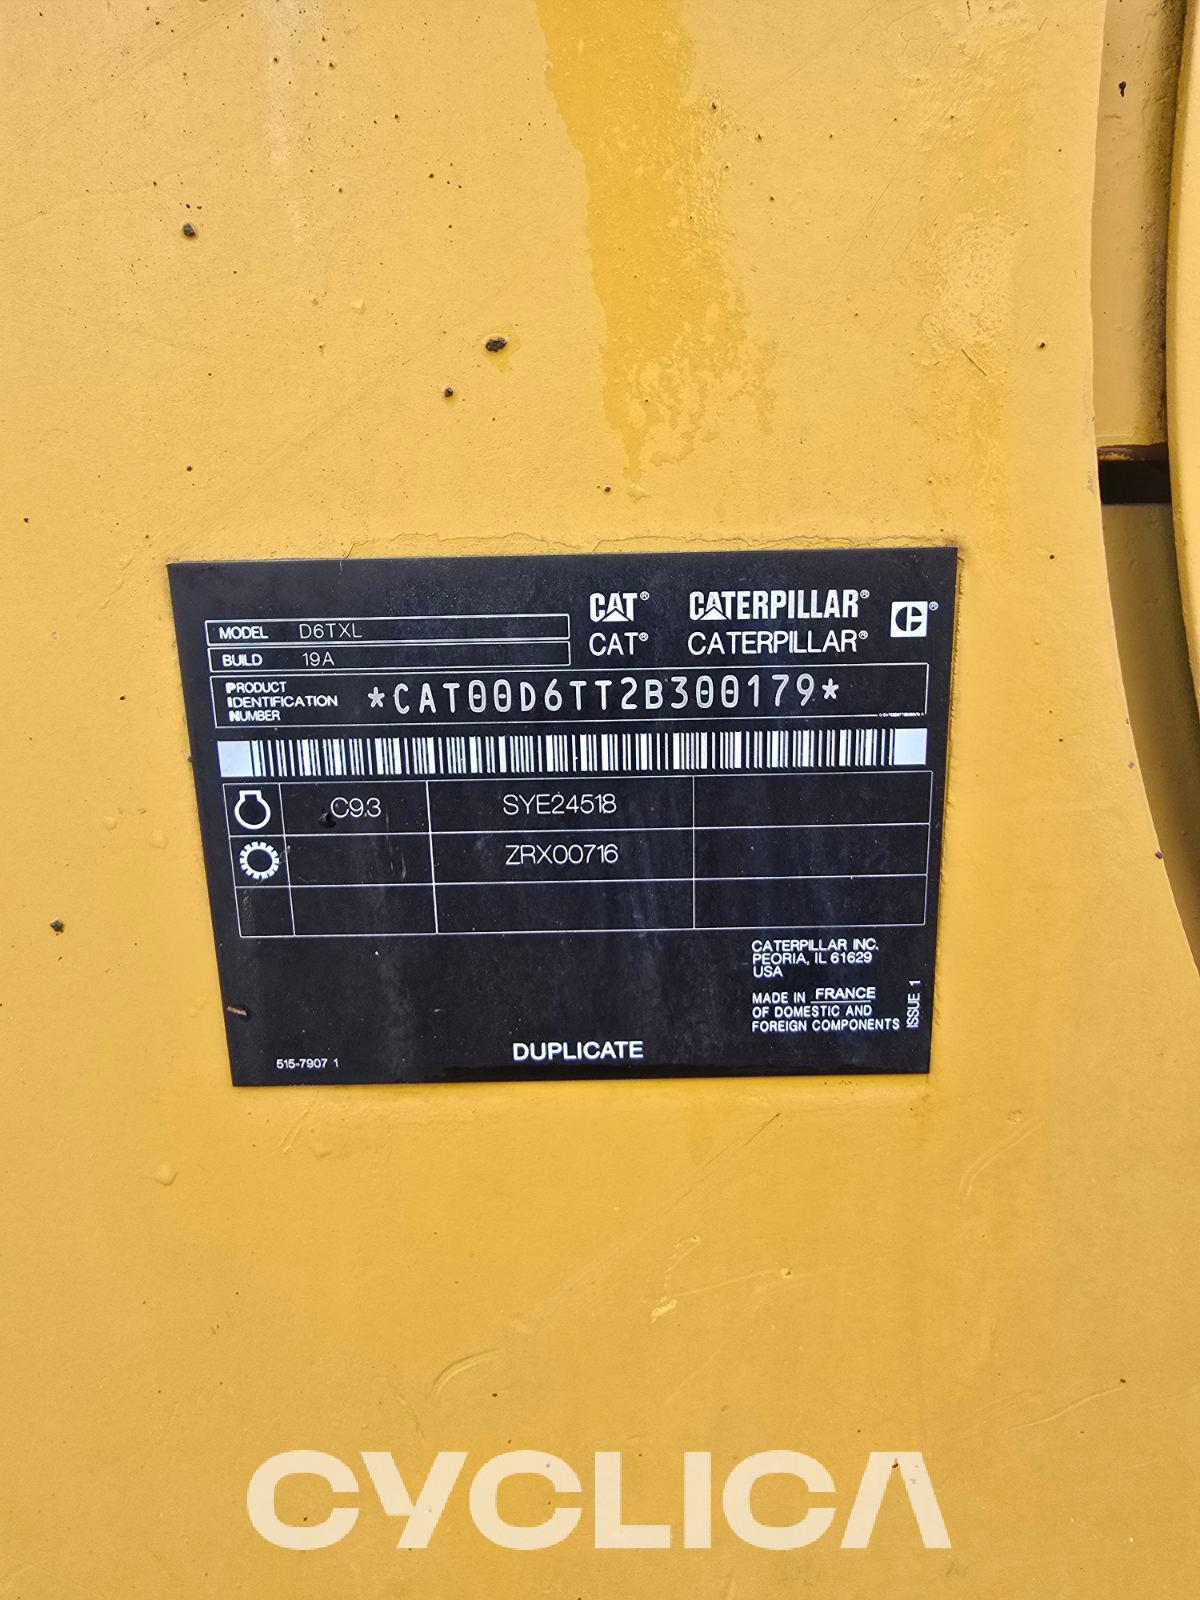 CAT® CATERPILLAR® C®
CAT® CATERPILLAR®
MODEL D6TXL
BUILD 19A
PRODUCT
IDENTIFICATION
NUMBER
*CAT00D6TT2B300179*
C9.3 SYE24518
ZRX00716
CATERPILLAR INC.
PEORIA, IL 61629
USA
MADE IN FRANCE
OF DOMESTIC AND
FOREIGN COMPONENTS
ISSUE 1
DUPLICATE
515-7907 1
CYCLICA